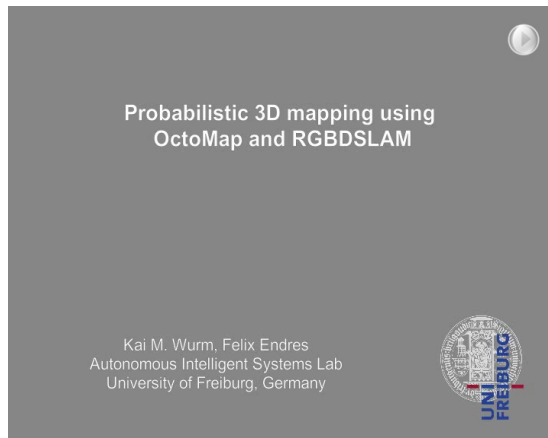 Probabilistic 3D mapping using
OctoMap and RGBDSLAM
Kai M. Wurm, Felix Endres
Autonomous Intelligent Systems Lab
University of Freiburg, Germany
UNI
FREIBURG